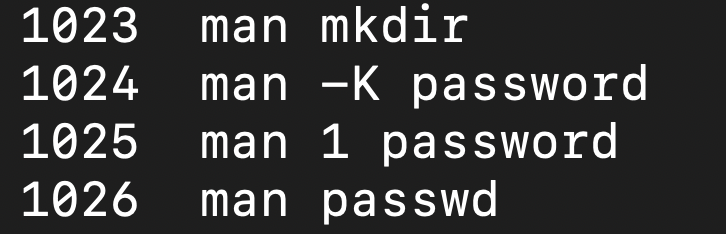 1023  man mkdir
1024  man -K password
1025  man 1 password
1026  man passwd